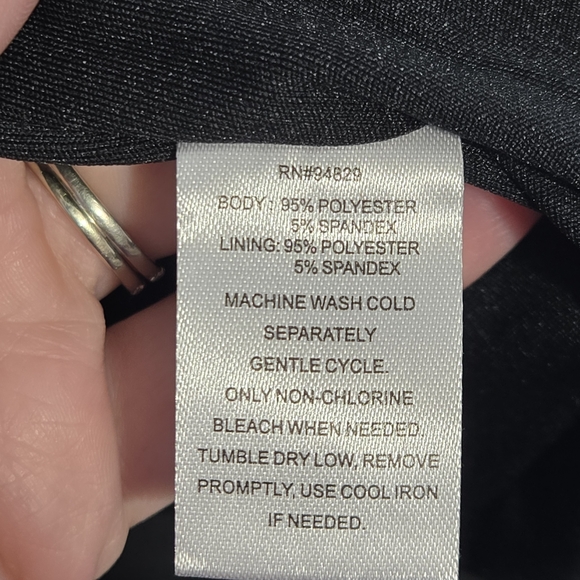 RN#94829
BODY: 95% POLYESTER
5% SPANDEX
LINING: 95% POLYESTER
5% SPANDEX
MACHINE WASH COLD
SEPARATELY
GENTLE CYCLE.
ONLY NON-CHLORINE
BLEACH WHEN NEEDED
TUMBLE DRY LOW, REMOVE
PROMPTLY, USE COOL IRON
IF NEEDED.